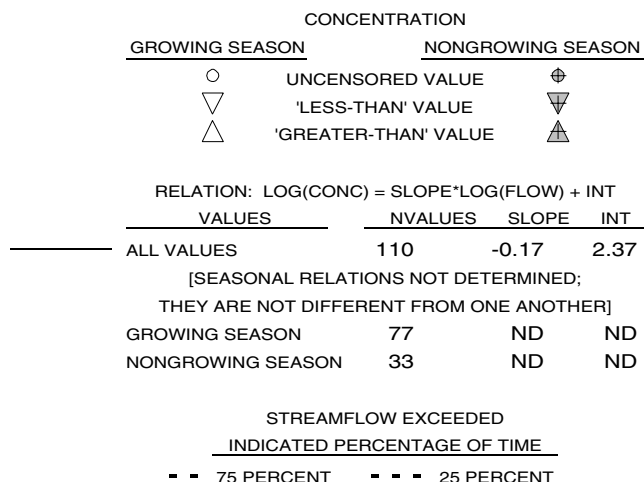 CONCENTRATION
GROWING SEASON NONGROWING SEASON
UNCENSORED VALUE
'LESS-THAN' VALUE
'GREATER-THAN' VALUE
RELATION: LOG(CONC) = SLOPE*LOG(FLOW) + INT
VALUES NVALUES SLOPE INT
ALL VALUES 110 -0.17 2.37
[SEASONAL RELATIONS NOT DETERMINED;
THEY ARE NOT DIFFERENT FROM ONE ANOTHER]
GROWING SEASON 77 ND ND
NONGROWING SEASON 33 ND ND
STREAMFLOW EXCEEDED
INDICATED PERCENTAGE OF TIME
75 PERCENT 25 PERCENT